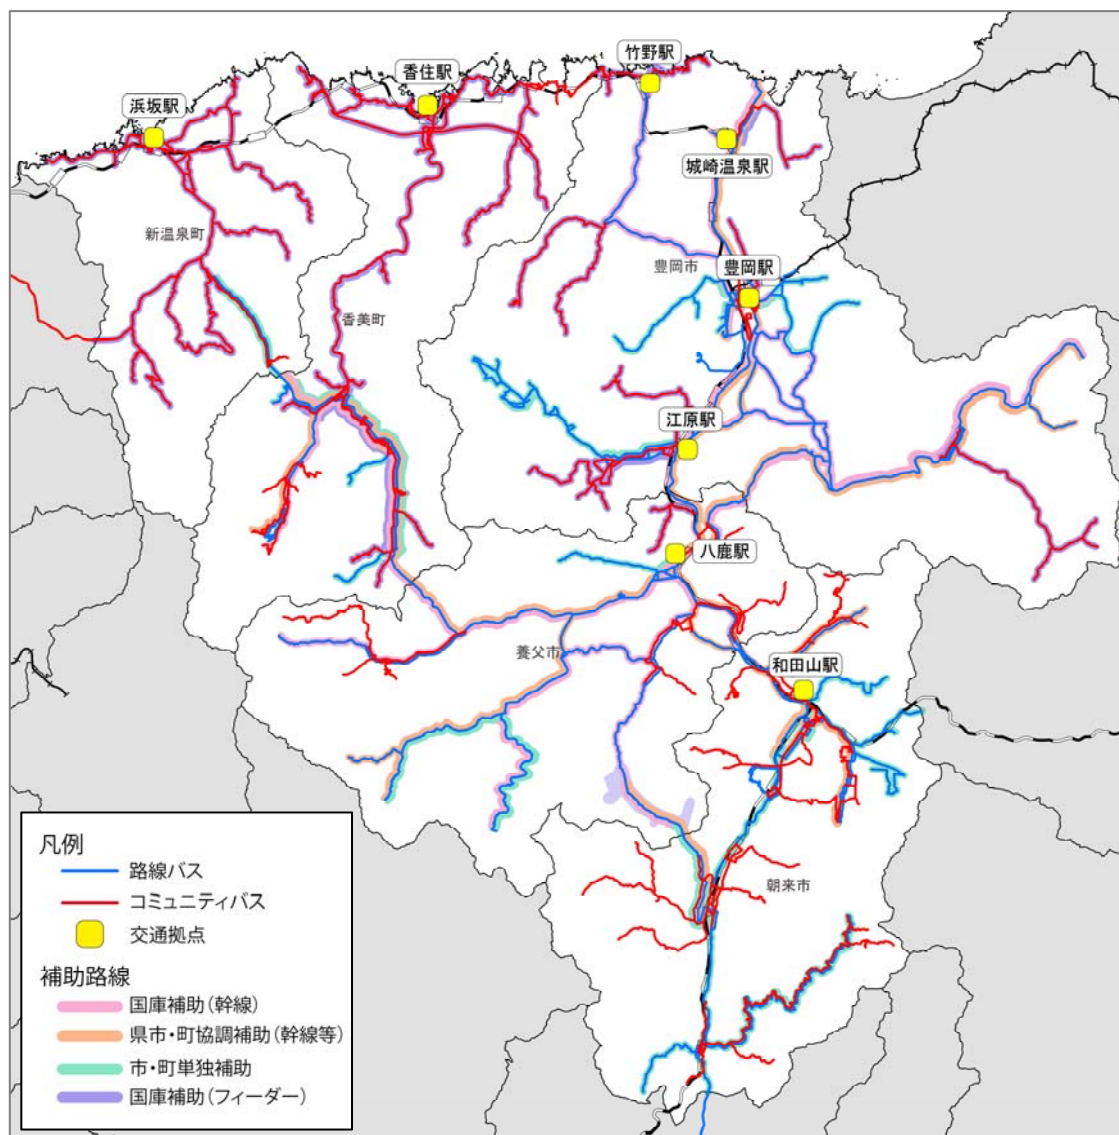 竹野駅
香住駅
浜坂駅
城崎温泉駅
新温泉町
豊岡市
豊岡駅
香美町
江原駅
八鹿駅
養父市
和田山駅
朝来市
凡例
路線バス
コミュニティバス
交通拠点
補助路線
国庫補助(幹線)
県市・町協調補助(幹線等)
市・町単独補助
国庫補助(フィーダー)